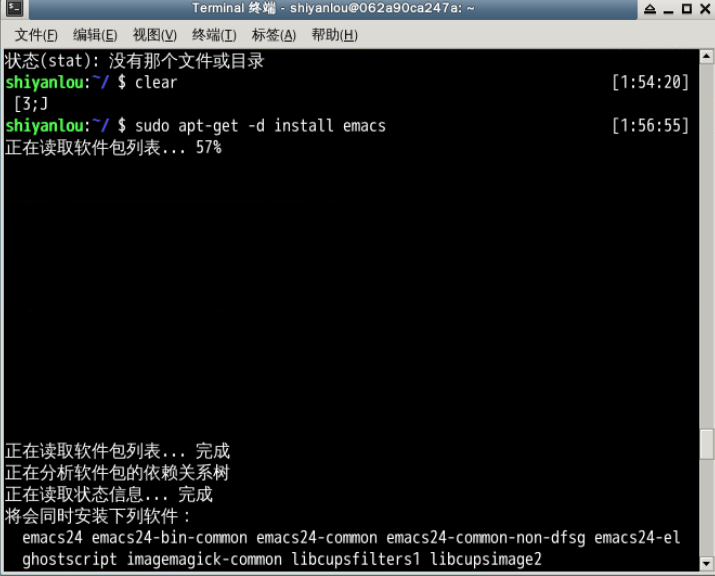 Terminal 终端 - shiyanlou@062a90ca247a: ~
文件(F) 编辑(E) 视图(V) 终端(T) 标签(A) 帮助(H)
状态(stat): 没有那个文件或目录
shiyanlou:~/ $ clear [1:54:20]
[3;J
shiyanlou:~/ $ sudo apt-get -d install emacs [1:56:55]
正在读取软件包列表... 57%
正在读取软件包列表... 完成
正在分析软件包的依赖关系树
正在读取状态信息... 完成
将会同时安装下列软件：
emacs24 emacs24-bin-common emacs24-common emacs24-common-non-dfsg emacs24-el
ghostscript imagemagick-common libcupsfilters1 libcupsimage2